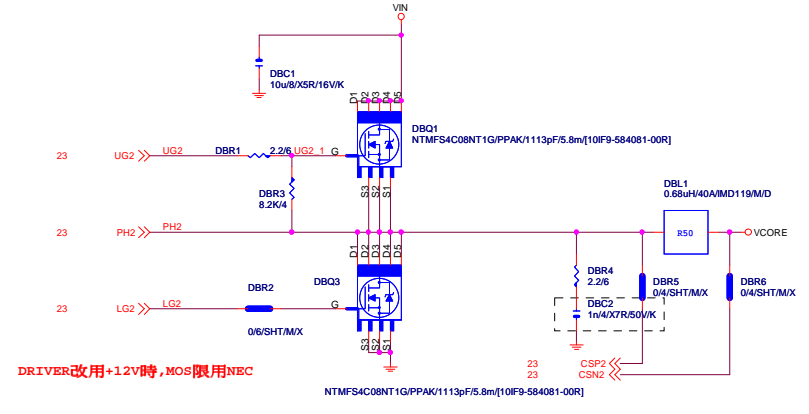 VIN
DBC1
10u/8/X5R/16V/K
D1
D2
D3
D4
D5
DBQ1
NTMFS4C08NT1G/PPAK/1113pF/5.8m/[10IF9-584081-00R]
23
UG2
UG2
DBR1
2.2/6
UG2_1
G
DBR3
8.2K/4
S3
S2
S1
DBL1
0.68uH/40A/IMD119/M/D
23
PH2
PH2
R50
VCORE
D1
D2
D3
D4
D5
DBQ3
DBR2
0/6/SHT/M/X
23
LG2
LG2
G
DBR4
2.2/6
DBC2
1n/4/X7R/50V/K
DBR5
0/4/SHT/M/X
DBR6
0/4/SHT/M/X
S3
S2
S1
23
CSP2
23
CSN2
DRIVER改用+12V時,MOS限用NEC
NTMFS4C08NT1G/PPAK/1113pF/5.8m/[10IF9-584081-00R]